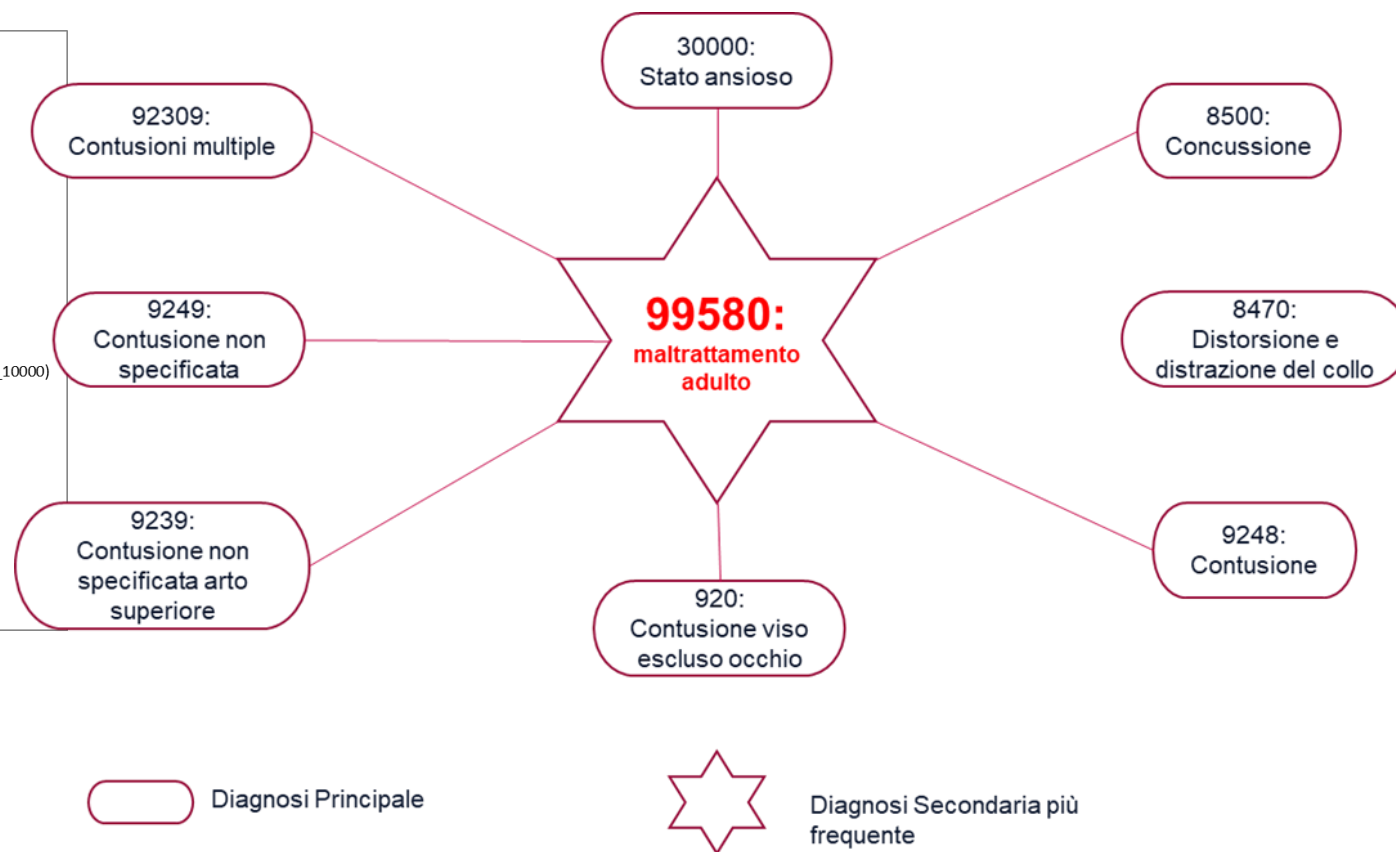 30000:
Stato ansioso
92309:
Contusioni multiple
8500:
Concussione
9249:
Contusione non
specificata
99580:
maltrattamento
adulto
8470:
Distorsione e
distrazione del collo
_10000)
9239:
Contusione non
specificata arto
superiore
920:
Contusione viso
escluso occhio
9248:
Contusione
Diagnosi Principale
Diagnosi Secondaria più
frequente